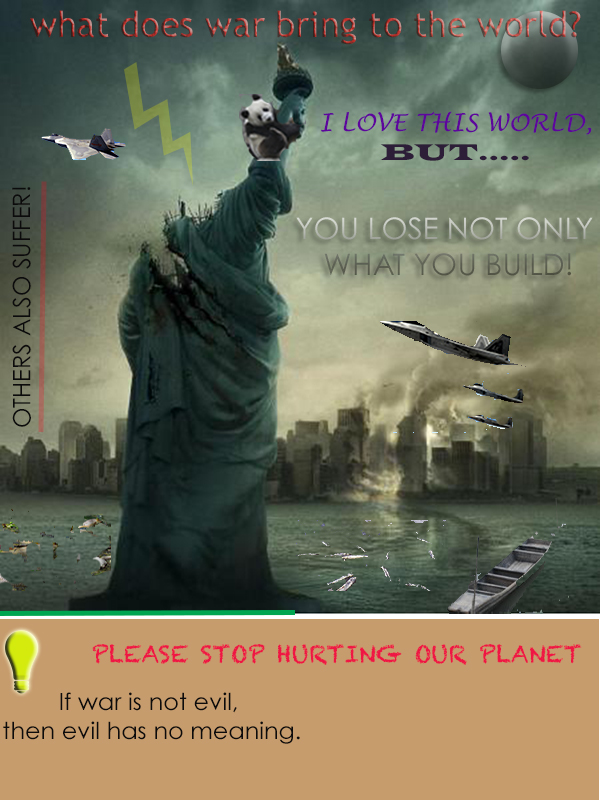 what does war bring to the world?
I LOVE THIS WORLD,
BUT.....
YOU LOSE NOT ONLY
WHAT YOU BUILD!
OTHERS ALSO SUFFER!
PLEASE STOP HURTING OUR PLANET
If war is not evil,
then evil has no meaning.